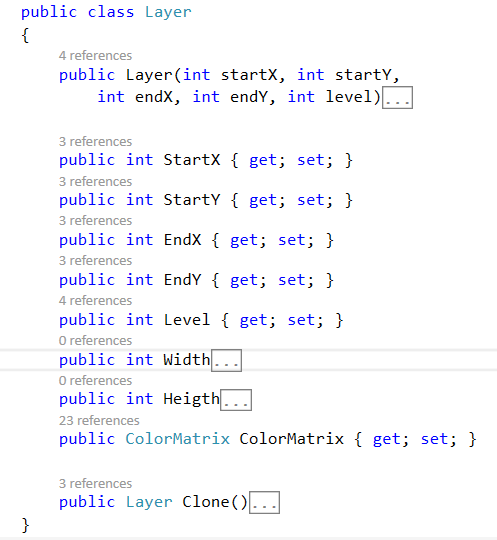 public class Layer
{
4 references
public Layer(int startX, int startY,
int endX, int endY, int level)...
3 references
public int StartX { get; set; }
3 references
public int StartY { get; set; }
3 references
public int EndX { get; set; }
3 references
public int EndY { get; set; }
4 references
public int Level { get; set; }
0 references
public int Width...
0 references
public int Heigth...
23 references
public ColorMatrix ColorMatrix { get; set; }
3 references
public Layer Clone()...
}